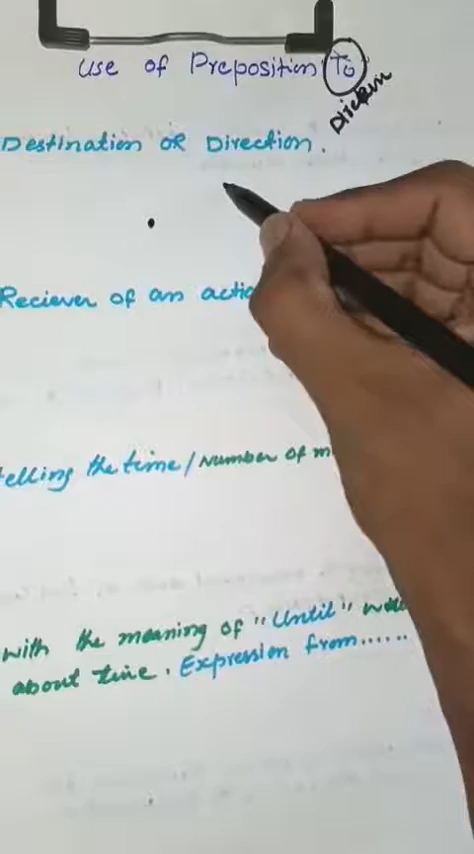 use of Preposition To
Direction
Destination OR Direction.
Reciever of an actio
elling the time/Number of m
with the meaning of "Until" w
about time. Expression from......